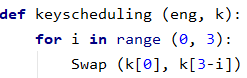 def keyscheduling (eng, k):
    for i in range (0, 3):
        Swap (k[0], k[3-i])